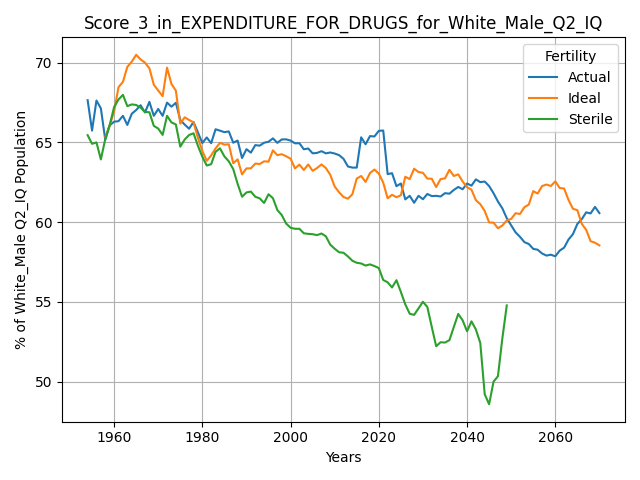 Score_3_in_EXPENDITURE_FOR_DRUGS_for_White_Male_Q2_IQ
Fertility
Actual
Ideal
Sterile
% of White_Male Q2_IQ Population
70
65
60
55
50
1960
1980
2000
2020
2040
2060
Years